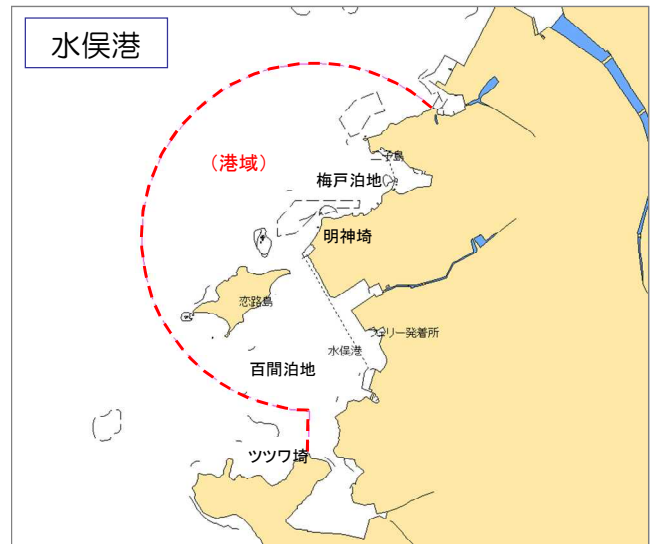 水俣港
(港域)
二子島
梅戸泊地
明神埼
恋路島
フェリー発着所
水俣港
百間泊地
ツツワ埼